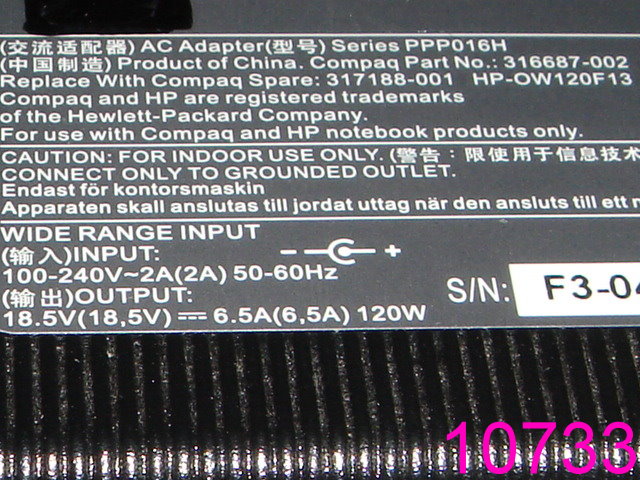 (交流适配器) AC Adapter(型号) Series PPP016H
(中国制造) Product of China. Compaq Part No.: 316687-002
Replace With Compaq Spare: 317188-001 HP-OW120F13
Compaq and HP are registered trademarks
of the Hewlett-Packard Company.
For use with Compaq and HP notebook products only.
CAUTION: FOR INDOOR USE ONLY. (警告: 限使用于信息技术
CONNECT ONLY TO GROUNDED OUTLET.
Endast för kontorsmaskin
Apparaten skall anslutas till jordat uttag när den ansluts till ett n
WIDE RANGE INPUT
(输入)INPUT:
- +
100-240V~2A(2A) 50-60Hz
(输出)OUTPUT:
18.5V(18,5V) ⎓ 6.5A(6,5A) 120W
S/N: F3-04
10733